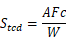 S_tcd = AFc / W